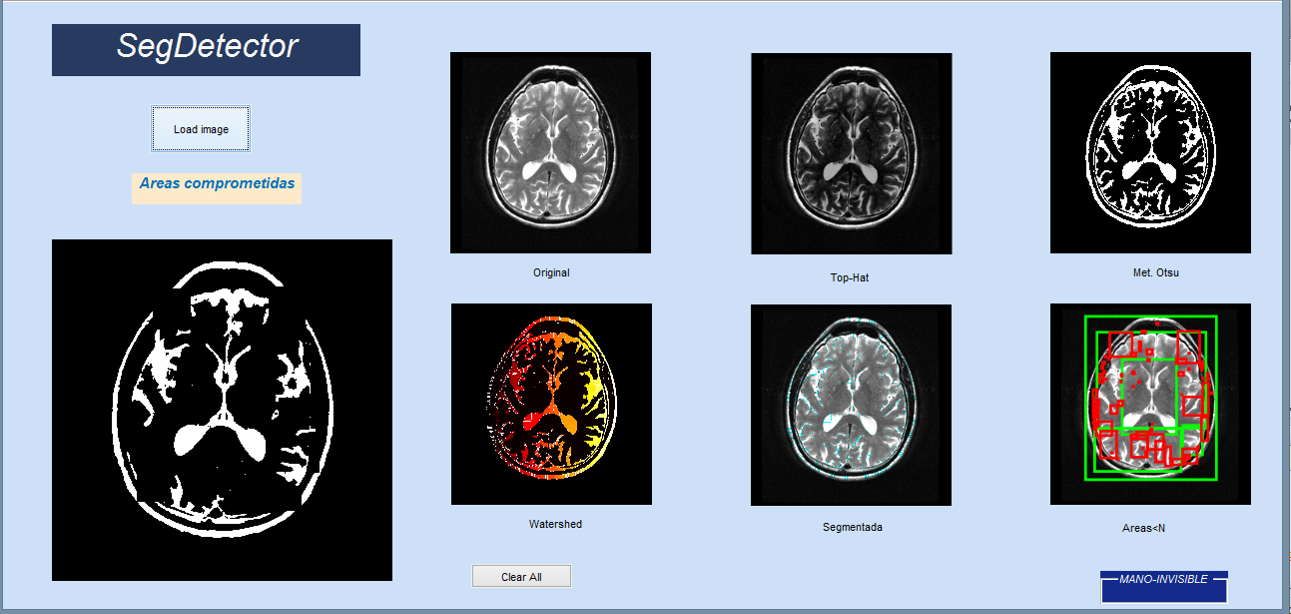 SegDetector
Load image
Areas comprometidas
Original
Top-Hat
Met. Otsu
Watershed
Segmentada
Areas<N
Clear All
MANO-INVISIBLE